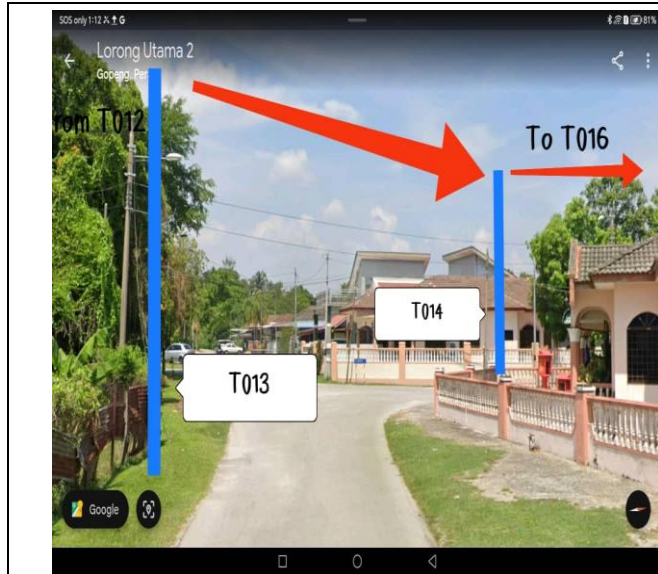 SOS only 1:12
81%
Lorong Utama 2
Gopeng, Per
rom T012
To T016
T014
T013
Google